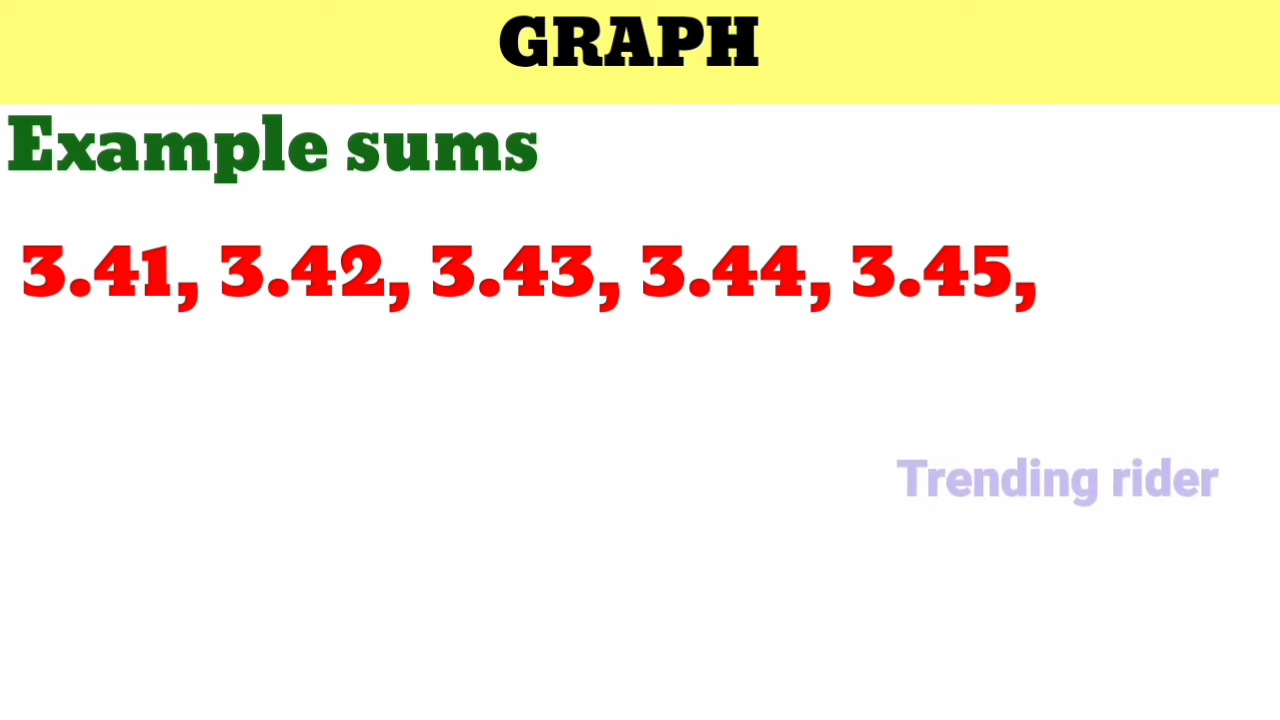 GRAPH
Example sums
3.41, 3.42, 3.43, 3.44, 3.45,
Trending rider